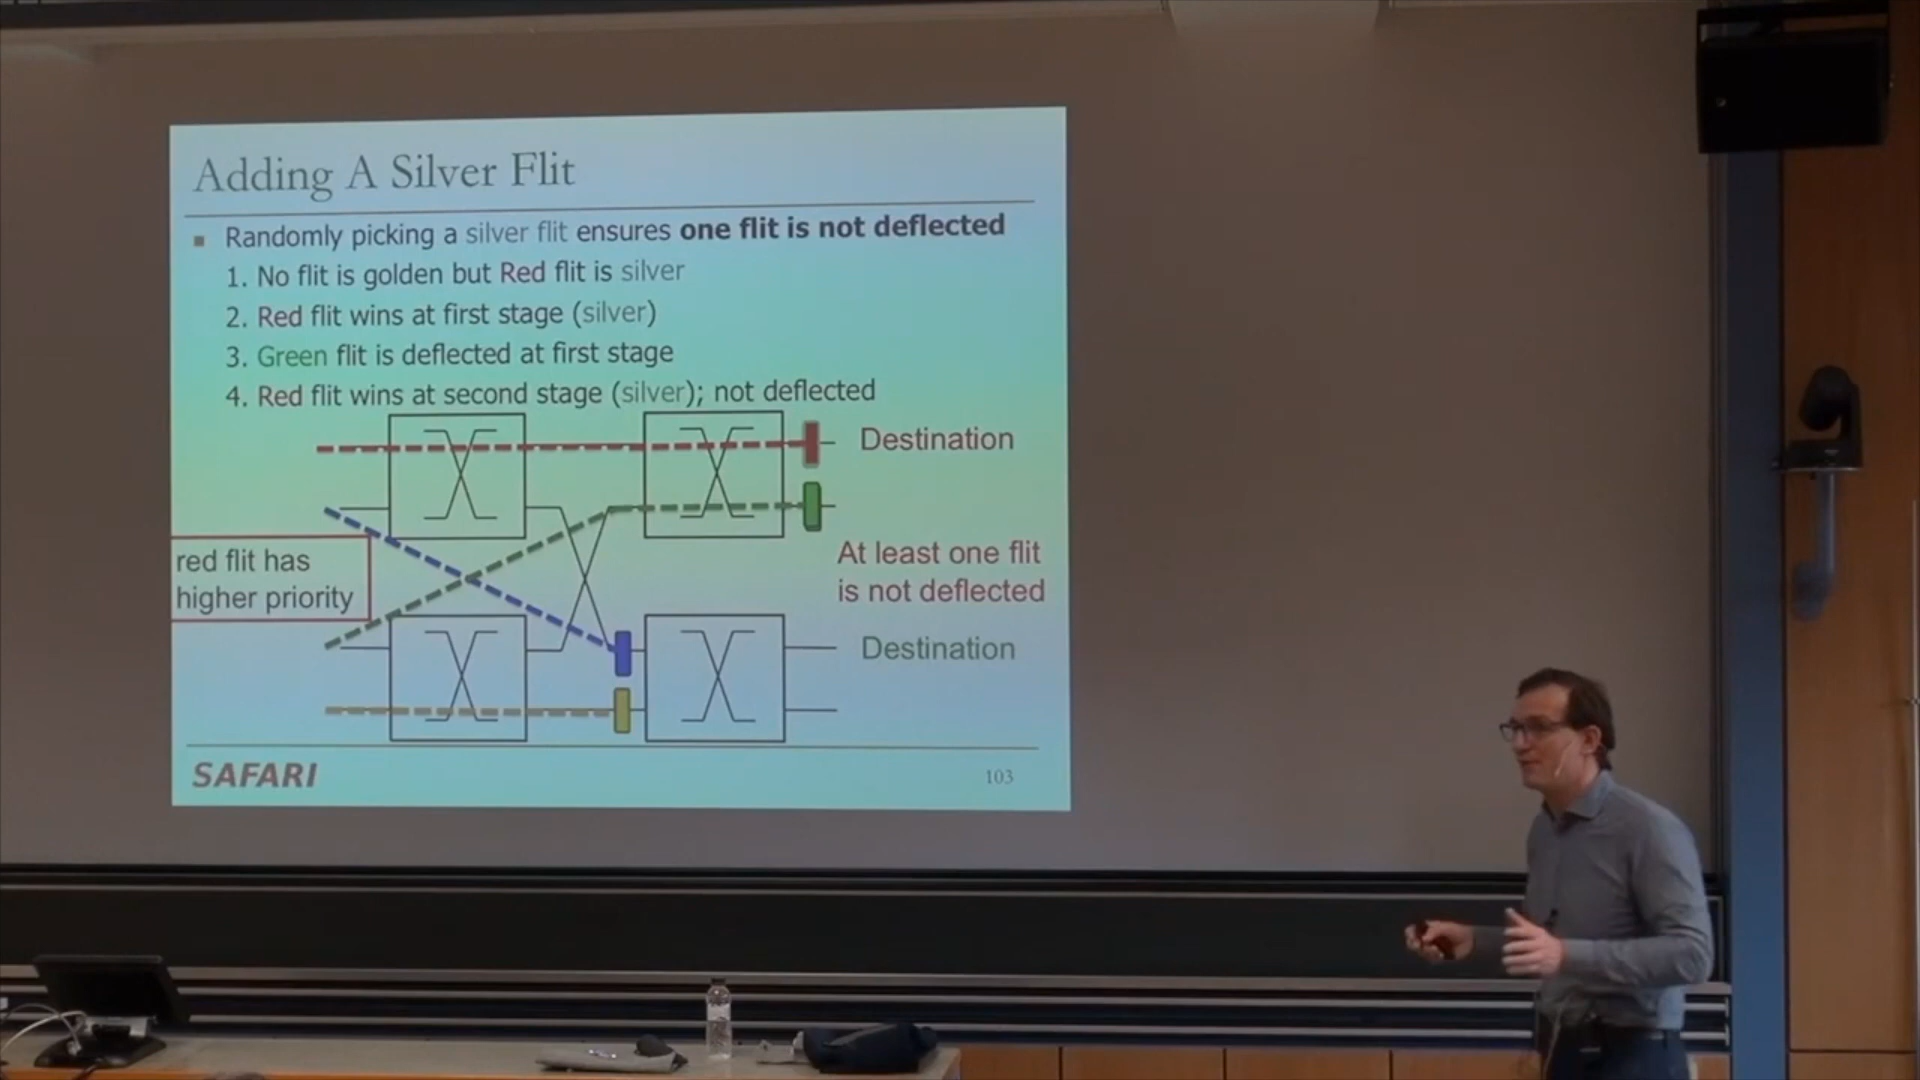 Adding A Silver Flit
▪ Randomly picking a silver flit ensures one flit is not deflected
1. No flit is golden but Red flit is silver
2. Red flit wins at first stage (silver)
3. Green flit is deflected at first stage
4. Red flit wins at second stage (silver); not deflected
Destination
red flit has
higher priority
At least one flit
is not deflected
Destination
SAFARI
103